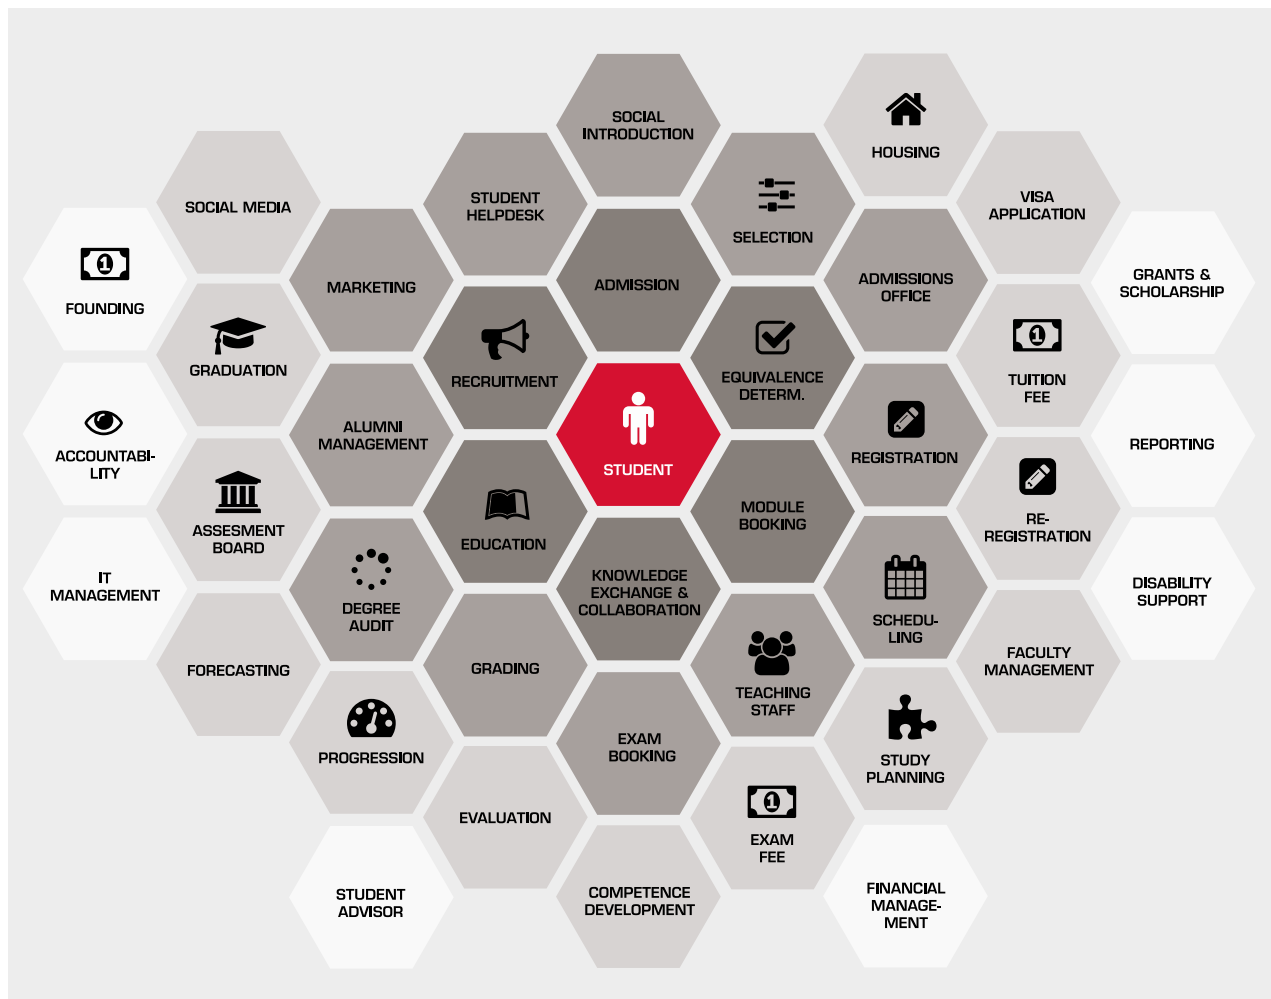 SOCIAL
INTRODUCTION
HOUSING
SOCIAL MEDIA
STUDENT
HELPDESK
SELECTION
VISA
APPLICATION
FOUNDING
MARKETING
ADMISSION
ADMISSIONS
OFFICE
GRANTS &
SCHOLARSHIP
GRADUATION
RECRUITMENT
EQUIVALENCE
DETERM.
TUITION
FEE
ACCOUNTABI-
LITY
ALUMNI
MANAGEMENT
STUDENT
REGISTRATION
REPORTING
ASSESMENT
BOARD
EDUCATION
MODULE
BOOKING
RE-
REGISTRATION
IT
MANAGEMENT
DEGREE
AUDIT
KNOWLEDGE
EXCHANGE &
COLLABORATION
SCHEDU-
LING
DISABILITY
SUPPORT
FORECASTING
GRADING
TEACHING
STAFF
FACULTY
MANAGEMENT
PROGRESSION
EXAM
BOOKING
STUDY
PLANNING
EVALUATION
EXAM
FEE
STUDENT
ADVISOR
COMPETENCE
DEVELOPMENT
FINANCIAL
MANAGE-
MENT